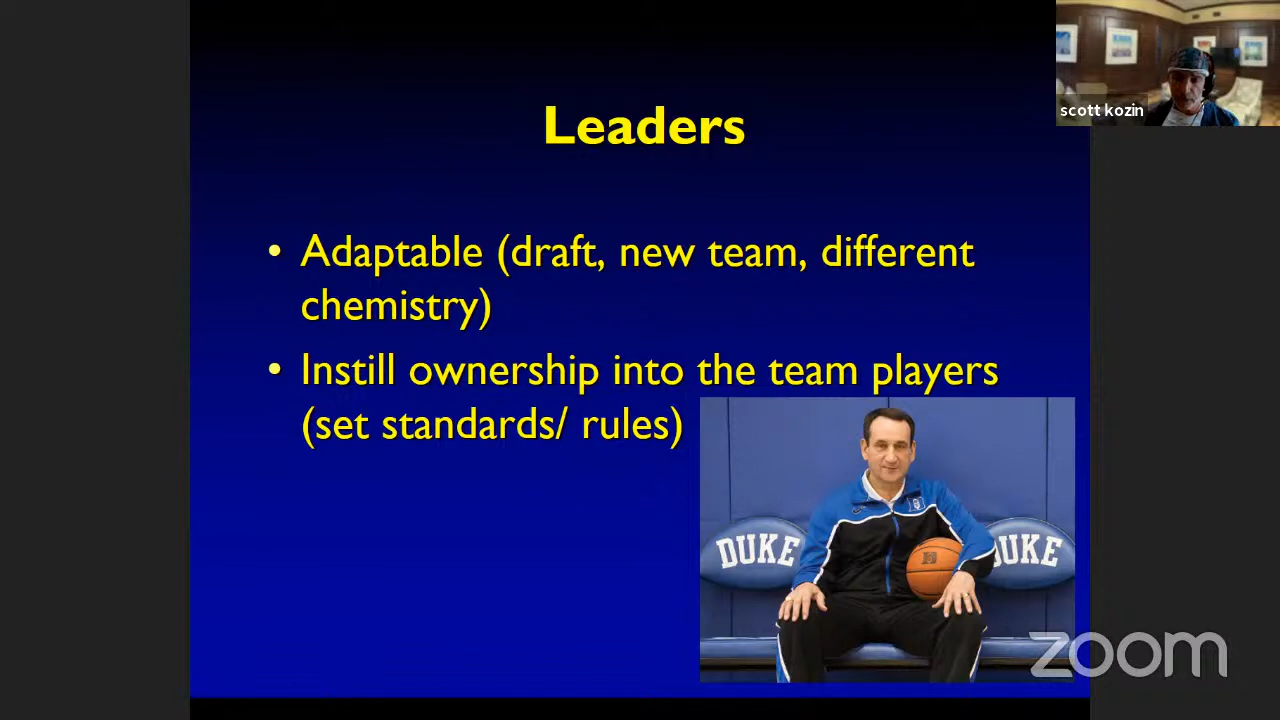 scott kozin
Leaders
• Adaptable (draft, new team, different
chemistry)
• Instill ownership into the team players
(set standards/ rules)
DUKE
DUKE
zoom